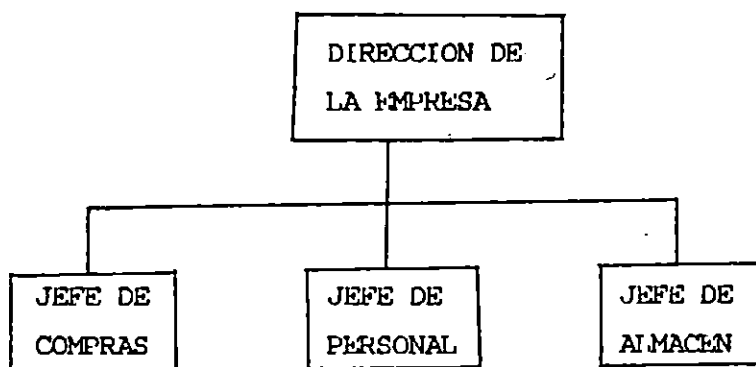 DIRECCION DE
LA EMPRESA
JEFE DE
COMPRAS
JEFE DE
PERSONAL
JEFE DE
ALMACEN